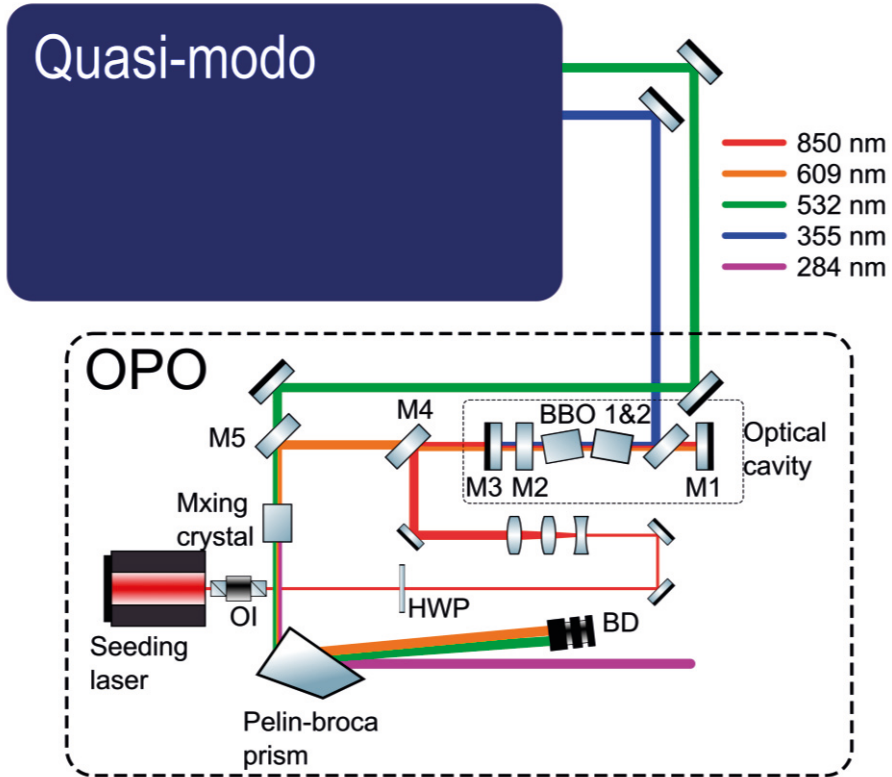 Quasi-modo
850 nm
609 nm
532 nm
355 nm
284 nm
OPO
M4
BBO 1&2
M5
Optical
cavity
M3
M2
M1
Mxing
crystal
OI
HWP
BD
Seeding
laser
Pelin-broca
prism